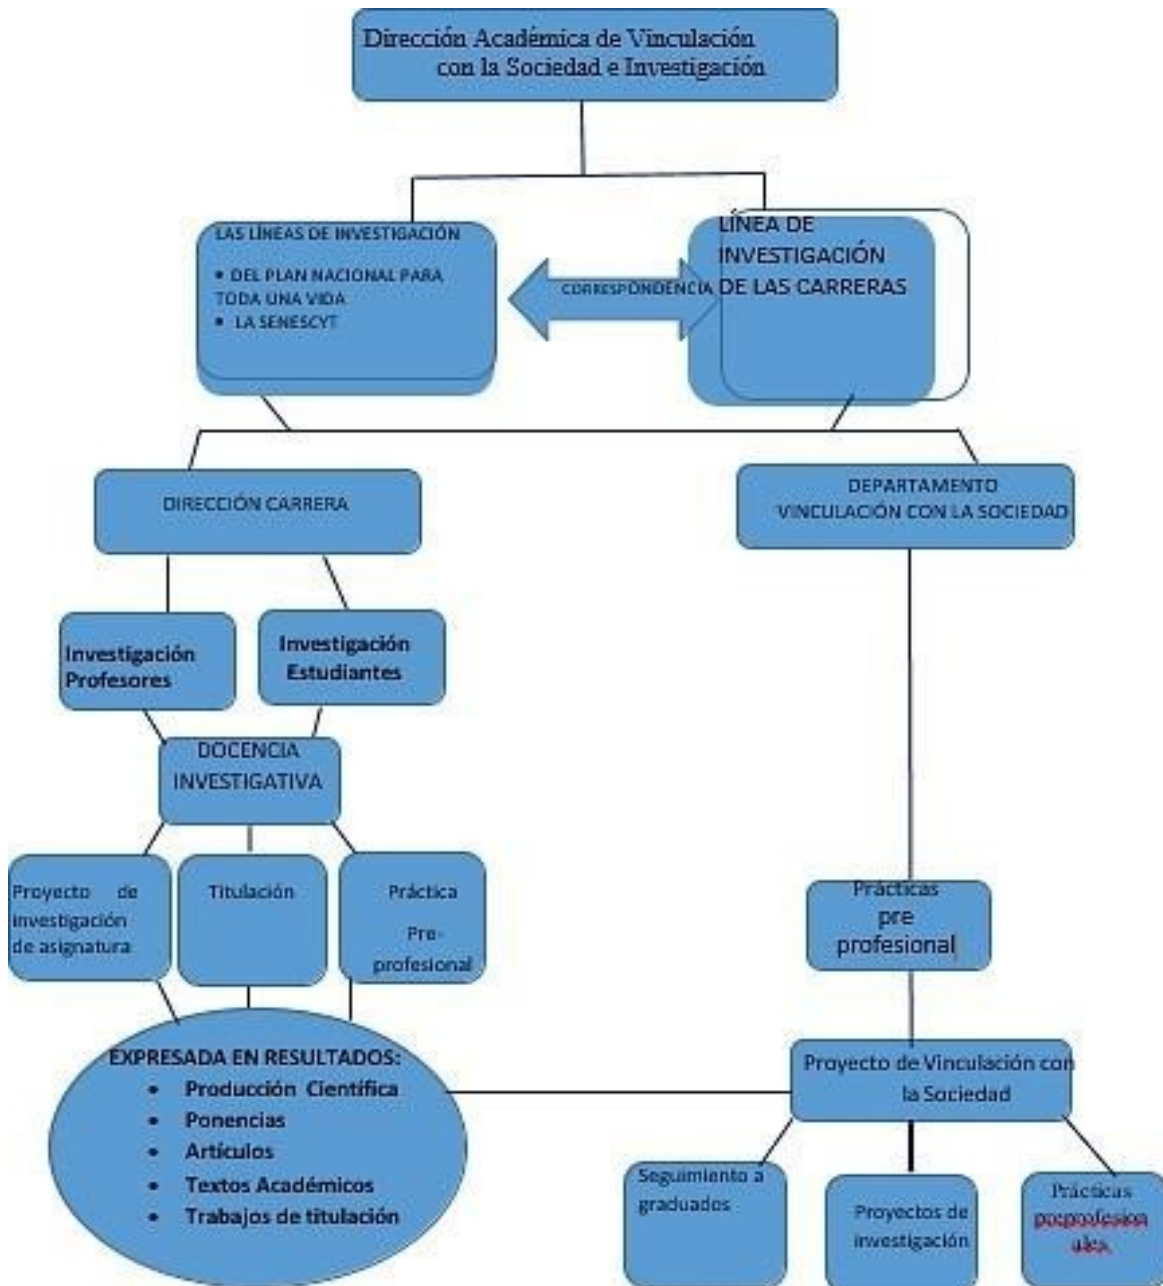 Dirección Académica de Vinculación
con la Sociedad e Investigación
LAS LÍNEAS DE INVESTIGACIÓN
• DEL PLAN NACIONAL PARA
TODA UNA VIDA
• LA SENESCYT
CORRESPONDENCIA
LÍNEA DE
INVESTIGACIÓN
DE LAS CARRERAS
DIRECCIÓN CARRERA
DEPARTAMENTO
VINCULACIÓN CON LA SOCIEDAD
Investigación
Profesores
Investigación
Estudiantes
DOCENCIA
INVESTIGATIVA
Proyecto de
investigación
de asignatura
Titulación
Práctica
Pre-
profesional
Prácticas
pre
profesional
EXPRESADA EN RESULTADOS:
• Producción Científica
• Ponencias
• Artículos
• Textos Académicos
• Trabajos de titulación
Proyecto de Vinculación con
la Sociedad
Seguimiento a
graduados
Proyectos de
investigación
Prácticas
preprofesion
ales